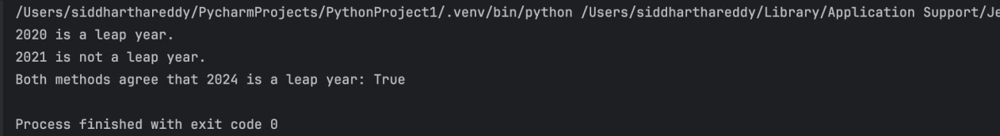 /Users/siddharthareddy/PycharmProjects/PythonProject1/.venv/bin/python /Users/siddharthareddy/Library/Application Support/Je
2020 is a leap year.
2021 is not a leap year.
Both methods agree that 2024 is a leap year: True
Process finished with exit code 0